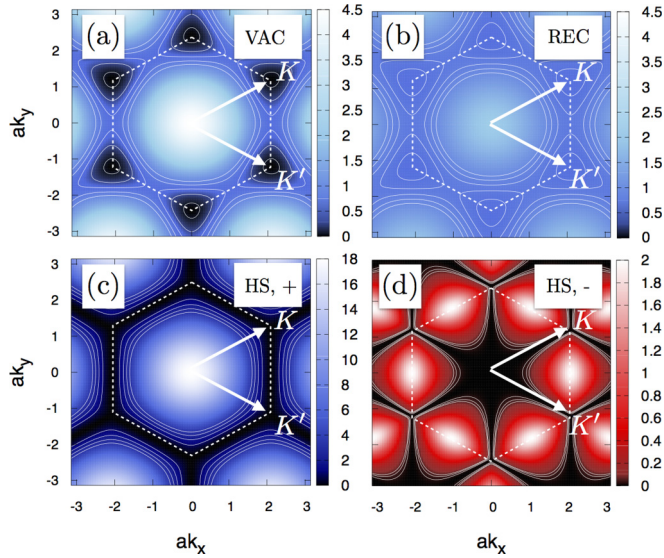 (a)
VAC
K
K'
ak_y
3
2
1
0
-1
-2
-3
4.5
4
3.5
3
2.5
2
1.5
1
0.5
0
(b)
REC
K
K'
4.5
4
3.5
3
2.5
2
1.5
1
0.5
0
(c)
HS, +
K
K'
ak_y
3
2
1
0
-1
-2
-3
18
16
14
12
10
8
6
4
2
0
-3 -2 -1 0 1 2 3
ak_x
(d)
HS, -
K
K'
2
1.8
1.6
1.4
1.2
1
0.8
0.6
0.4
0.2
0
-3 -2 -1 0 1 2 3
ak_x